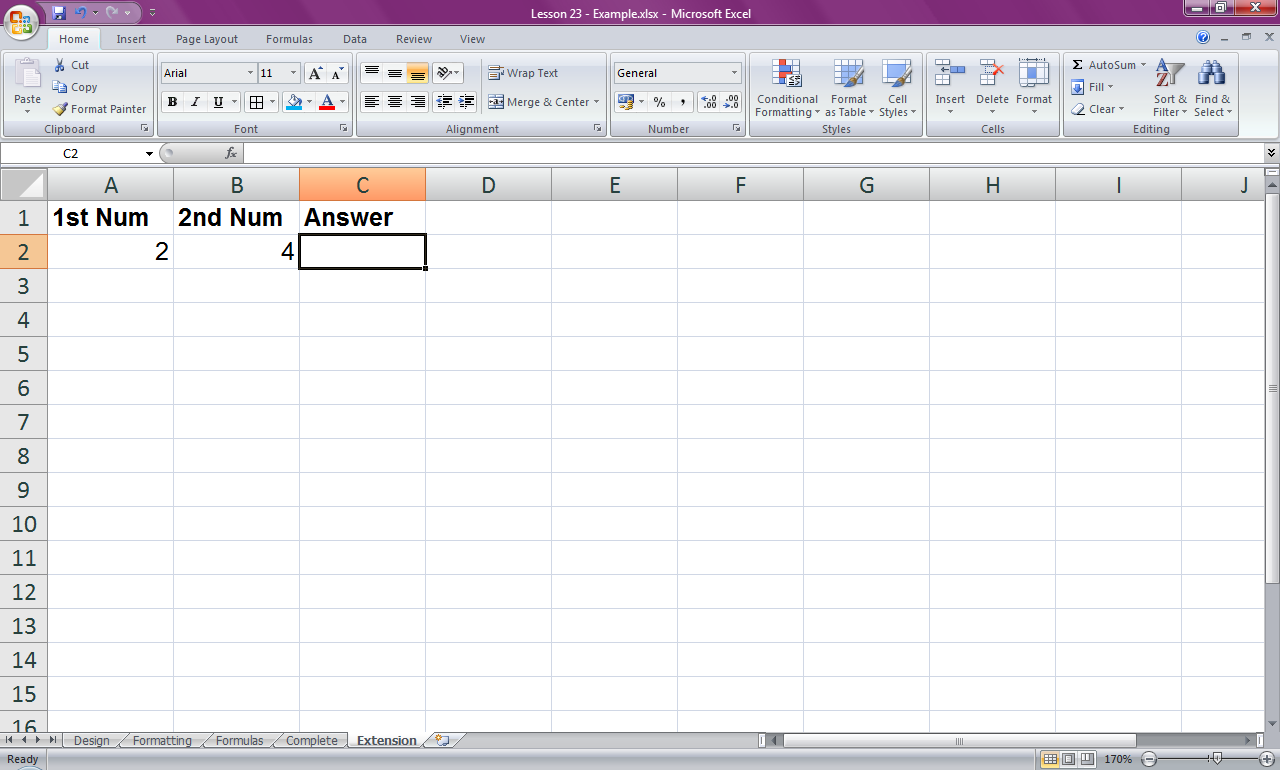 Lesson 23 - Example.xlsx - Microsoft Excel
Home Insert Page Layout Formulas Data Review View
Paste
Cut
Copy
Format Painter
Clipboard
Arial 11
B I U
Font
Wrap Text
Merge & Center
Alignment
General
%
Number
Conditional Formatting
Format as Table
Cell Styles
Styles
Insert Delete Format
Cells
Σ AutoSum
Fill
Clear
Sort & Filter
Find & Select
Editing
C2 fx
A B C D E F G H I J
1 1st Num 2nd Num Answer
2 2 4
3
4
5
6
7
8
9
10
11
12
13
14
15
16
Design Formatting Formulas Complete Extension
Ready 170%